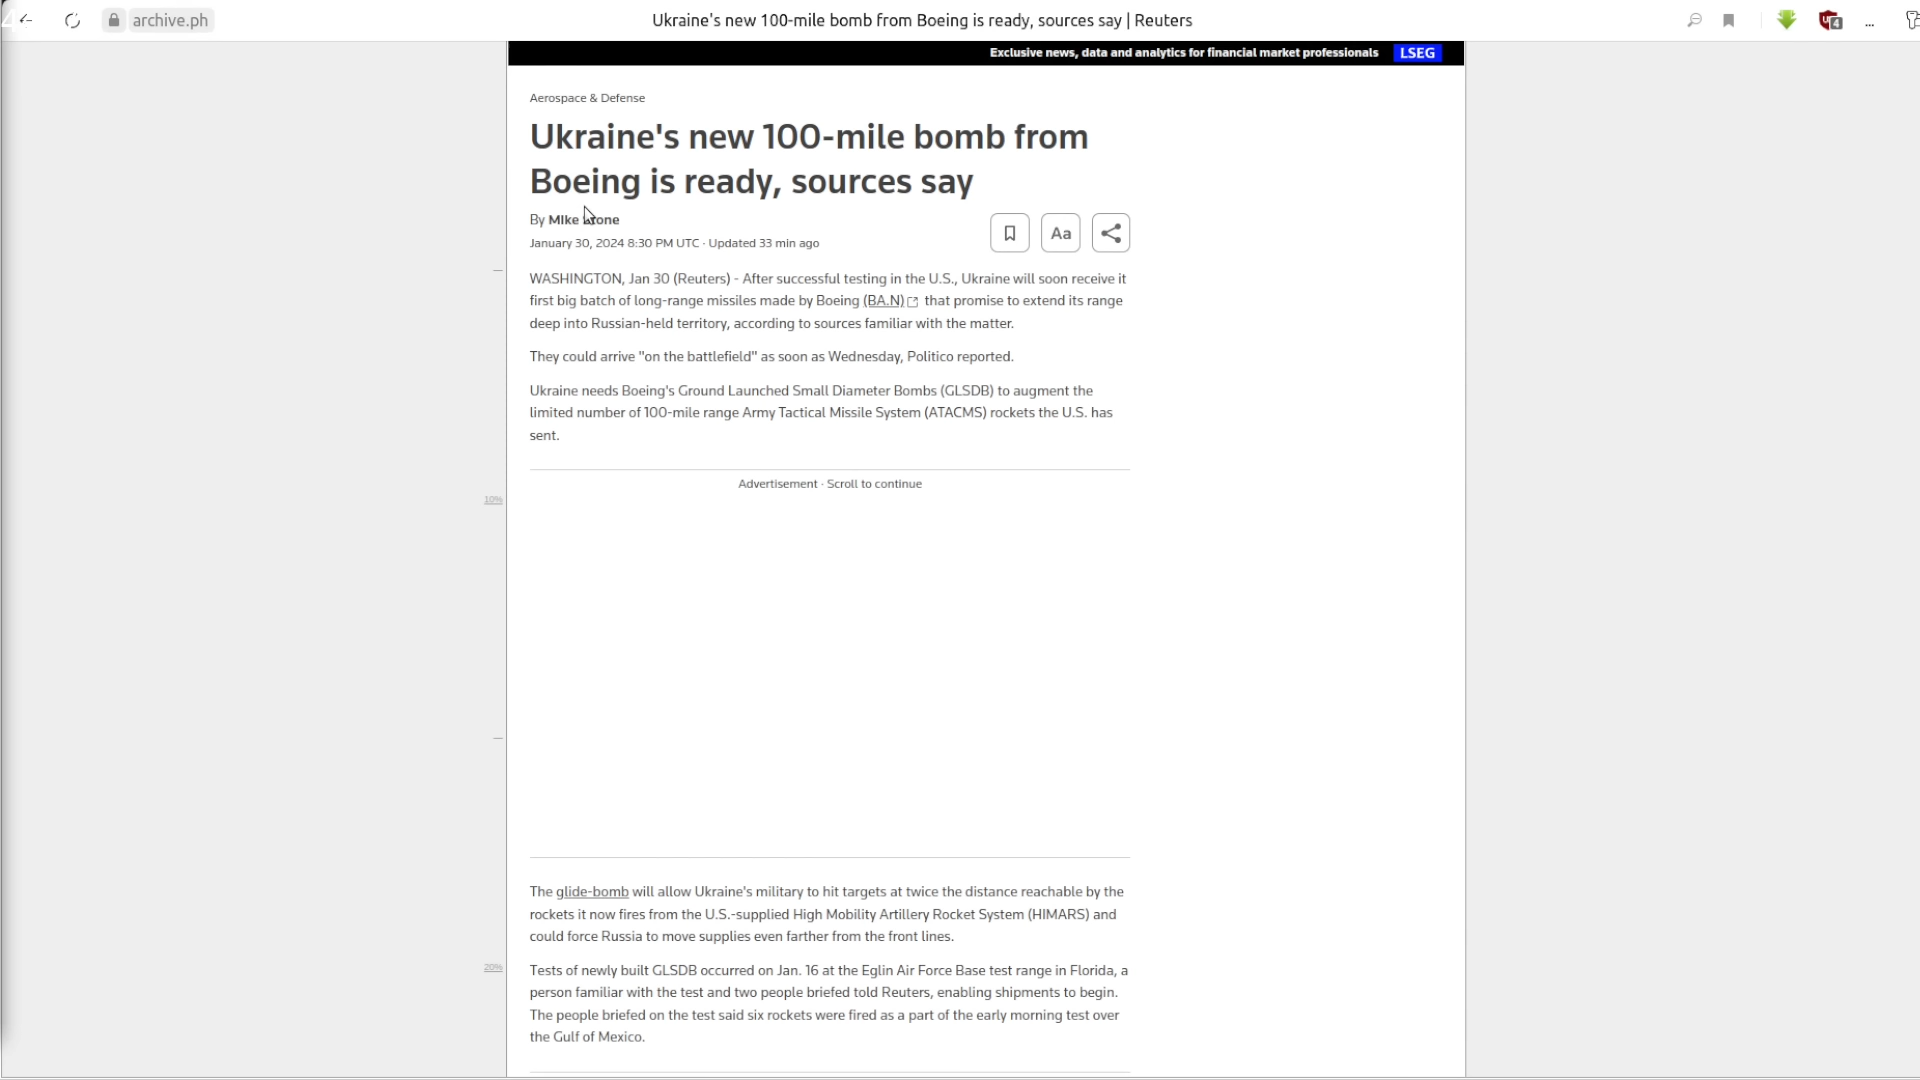 archive.ph
Ukraine's new 100-mile bomb from Boeing is ready, sources say | Reuters
4
...
Exclusive news, data and analytics for financial market professionals LSEG
Aerospace & Defense
Ukraine's new 100-mile bomb from
Boeing is ready, sources say
By MIke Stone
January 30, 2024 8:30 PM UTC · Updated 33 min ago
Aa
WASHINGTON, Jan 30 (Reuters) - After successful testing in the U.S., Ukraine will soon receive it
first big batch of long-range missiles made by Boeing (BA.N) that promise to extend its range
deep into Russian-held territory, according to sources familiar with the matter.
They could arrive "on the battlefield" as soon as Wednesday, Politico reported.
Ukraine needs Boeing's Ground Launched Small Diameter Bombs (GLSDB) to augment the
limited number of 100-mile range Army Tactical Missile System (ATACMS) rockets the U.S. has
sent.
Advertisement · Scroll to continue
10%
The glide-bomb will allow Ukraine's military to hit targets at twice the distance reachable by the
rockets it now fires from the U.S.-supplied High Mobility Artillery Rocket System (HIMARS) and
could force Russia to move supplies even farther from the front lines.
20%
Tests of newly built GLSDB occurred on Jan. 16 at the Eglin Air Force Base test range in Florida, a
person familiar with the test and two people briefed told Reuters, enabling shipments to begin.
The people briefed on the test said six rockets were fired as a part of the early morning test over
the Gulf of Mexico.